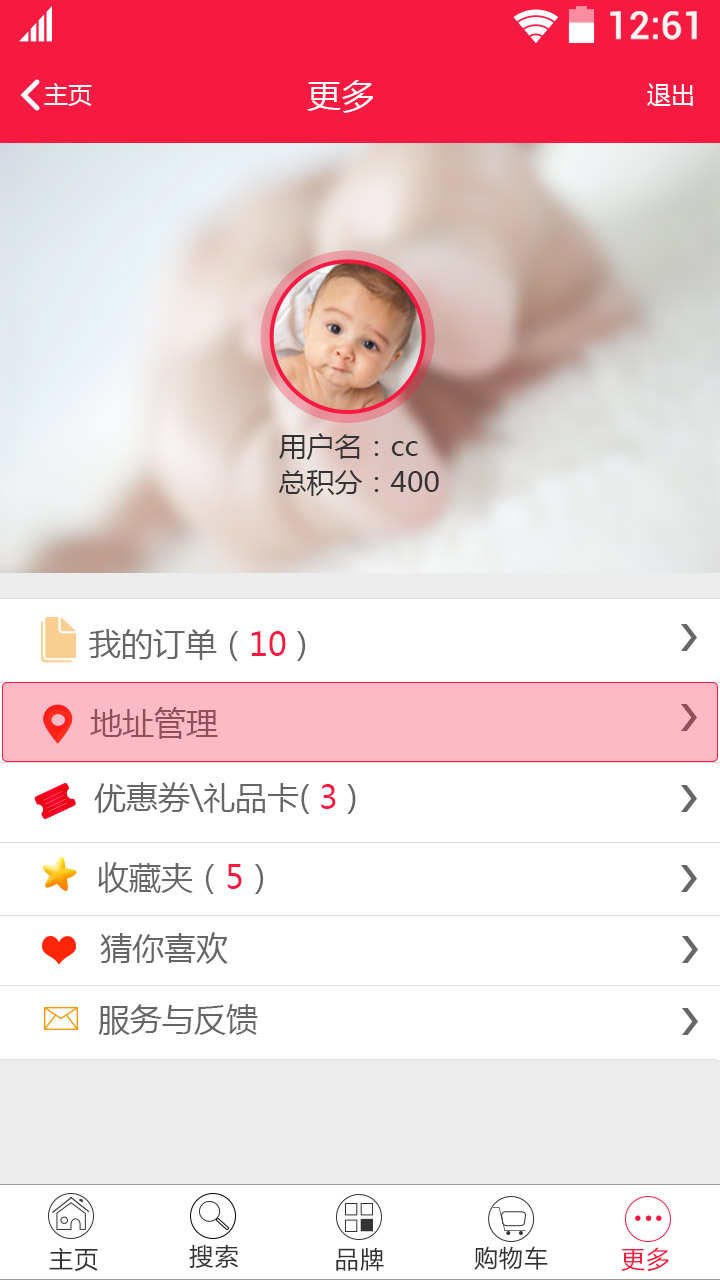 12:61
主页
更多
退出
用户名：cc
总积分：400
我的订单（10）
地址管理
优惠券\礼品卡( 3 )
收藏夹（5）
猜你喜欢
服务与反馈
主页
搜索
品牌
购物车
更多